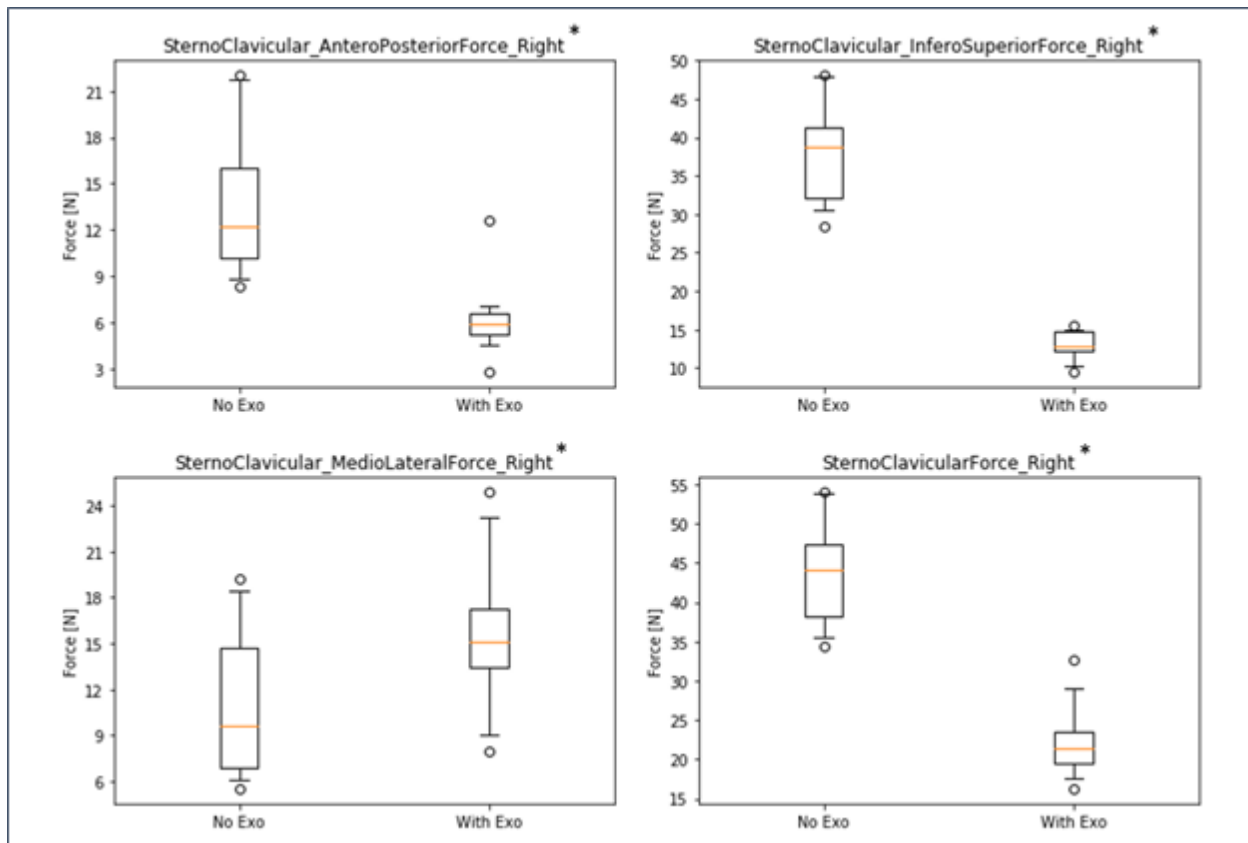 SternoClavicular_AnteroPosteriorForce_Right *
Force [N]
21
18
15
12
9
6
3
No Exo With Exo
SternoClavicular_InferoSuperiorForce_Right *
Force [N]
50
45
40
35
30
25
20
15
10
No Exo With Exo
SternoClavicular_MedioLateralForce_Right *
Force [N]
24
21
18
15
12
9
6
No Exo With Exo
SternoClavicularForce_Right *
Force [N]
55
50
45
40
35
30
25
20
15
No Exo With Exo